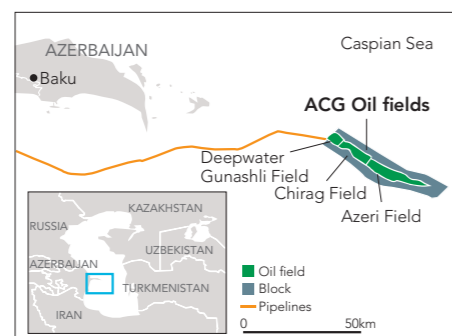 AZERBAIJAN
Caspian Sea
Baku
ACG Oil fields
Deepwater
Gunashli Field
Chirag Field
Azeri Field
KAZAKHSTAN
RUSSIA
UZBEKISTAN
AZERBAIJAN
TURKMENISTAN
IRAN
Oil field
Block
Pipelines
0 50km